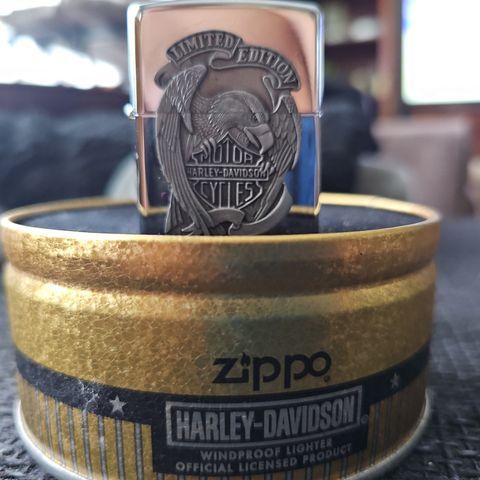 LIMITED EDITION
MOTOR
HARLEY-DAVIDSON
CYCLES
zippo®
HARLEY-DAVIDSON®
WINDPROOF LIGHTER
OFFICIAL LICENSED PRODUCT